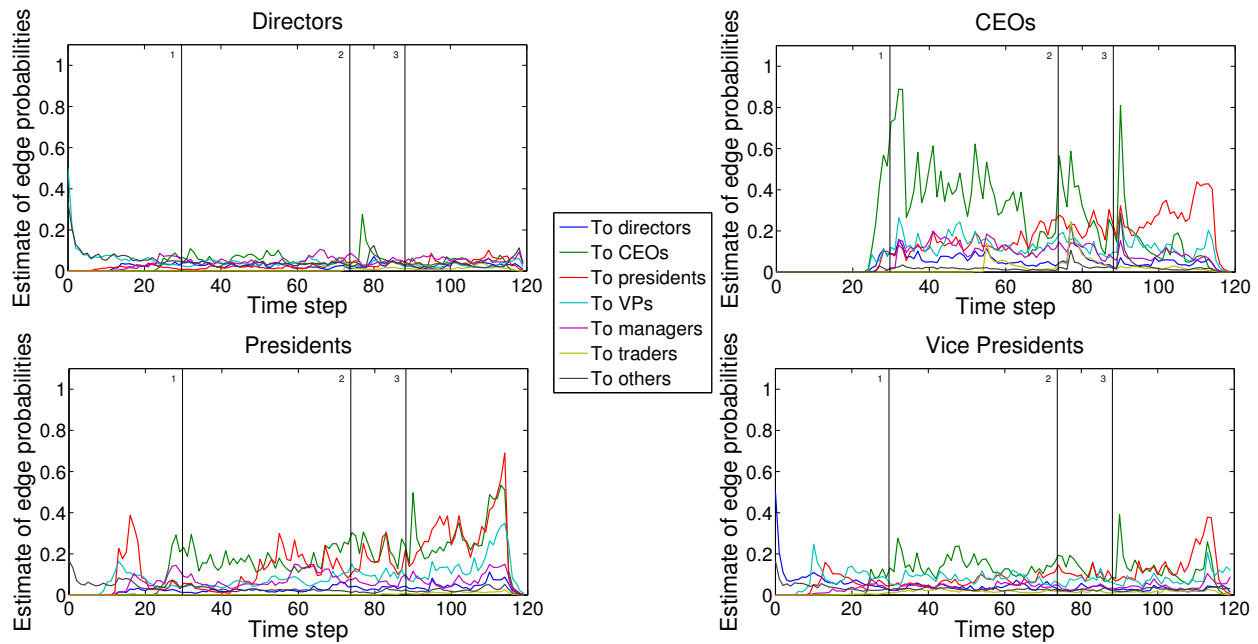 Directors
1 2 3
1
0.8
0.6
0.4
0.2
0
0 20 40 60 80 100 120
Time step
Estimate of edge probabilities
CEOs
1 2 3
1
0.8
0.6
0.4
0.2
0
0 20 40 60 80 100 120
Time step
Estimate of edge probabilities
To directors
To CEOs
To presidents
To VPs
To managers
To traders
To others
Presidents
1 2 3
1
0.8
0.6
0.4
0.2
0
0 20 40 60 80 100 120
Time step
Estimate of edge probabilities
Vice Presidents
1 2 3
1
0.8
0.6
0.4
0.2
0
0 20 40 60 80 100 120
Time step
Estimate of edge probabilities